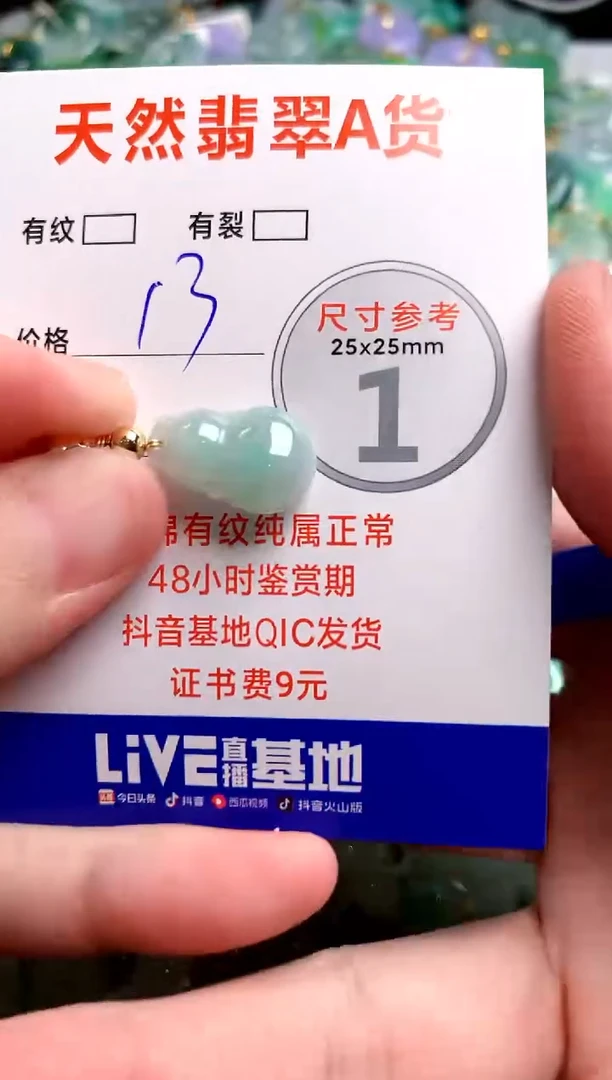 天然翡翠A货
有纹 有裂
价格 13
尺寸参考
25x25mm
1
棉有纹纯属正常
48小时鉴赏期
抖音基地QIC发货
证书费9元
LiVE直播基地
头条 今日头条 抖音 西瓜视频 抖音火山版